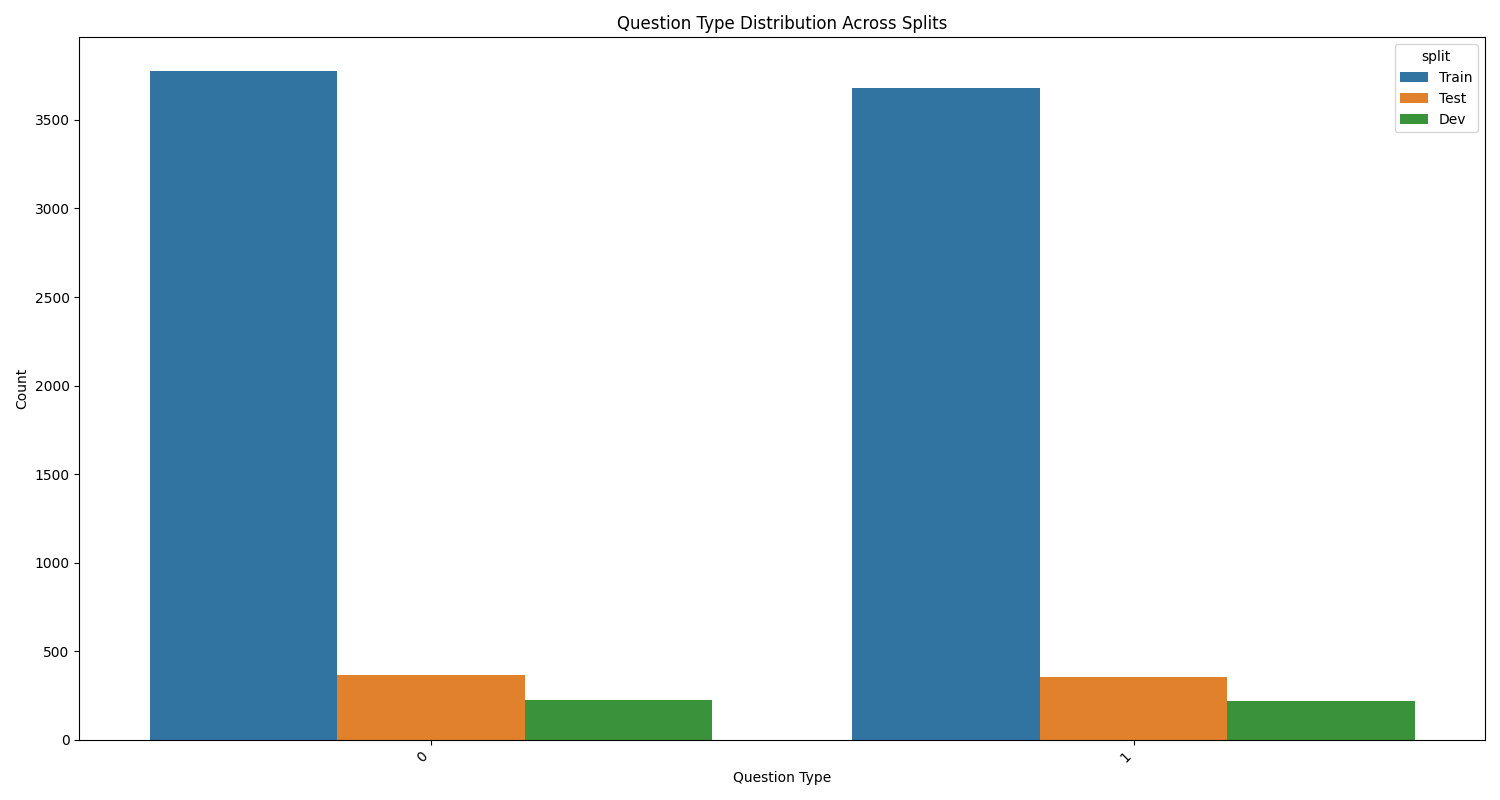 Question Type Distribution Across Splits
split
Train
Test
Dev
3500
3000
2500
2000
1500
1000
500
0
Count
0
1
Question Type